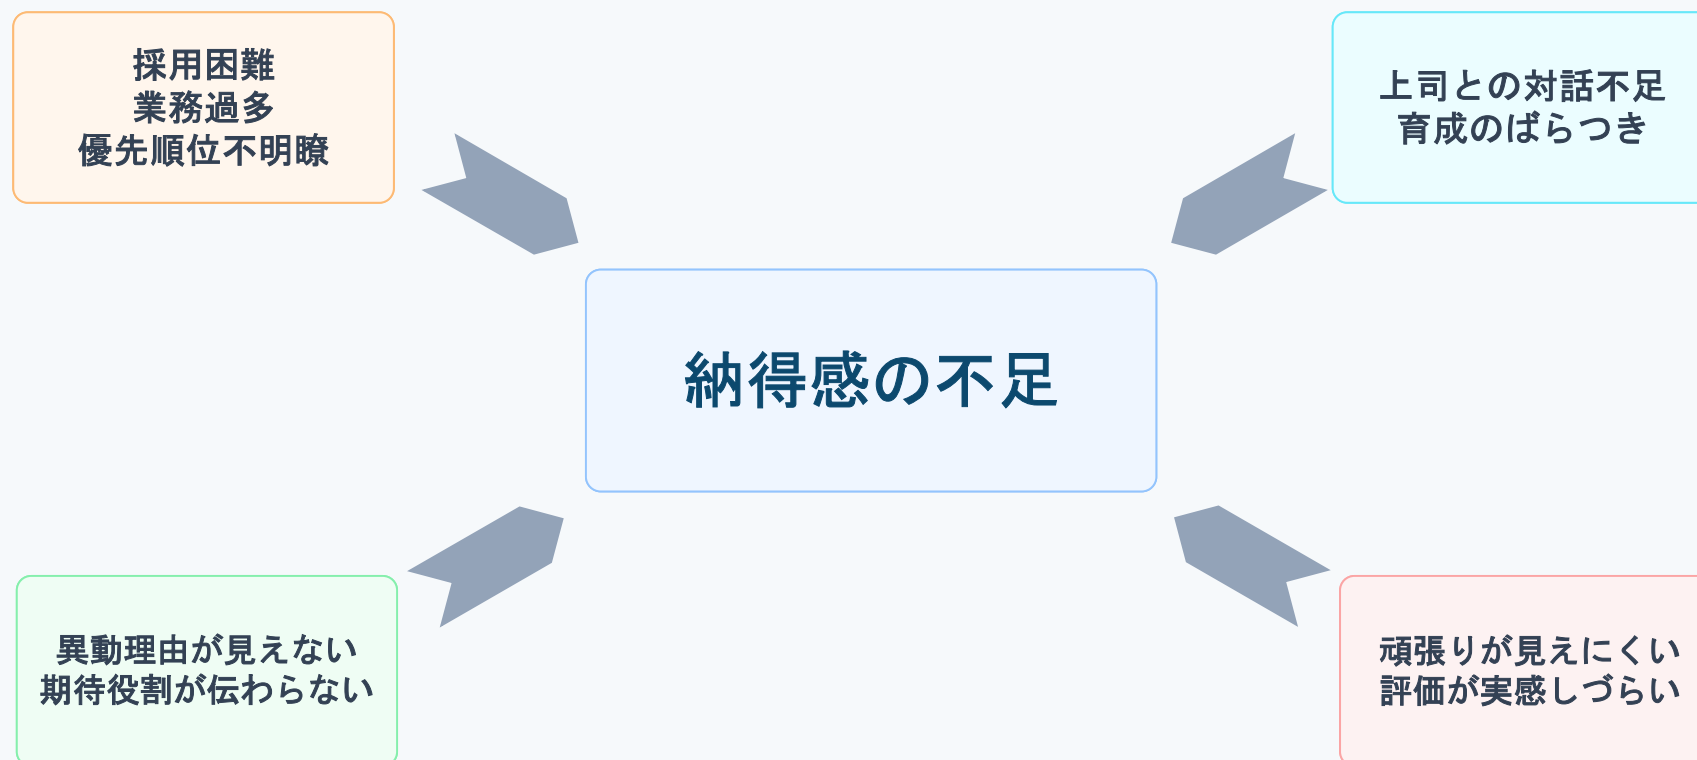 採用困難
業務過多
優先順位不明瞭
上司との対話不足
育成のばらつき
納得感の不足
異動理由が見えない
期待役割が伝わらない
頑張りが見えにくい
評価が実感しづらい